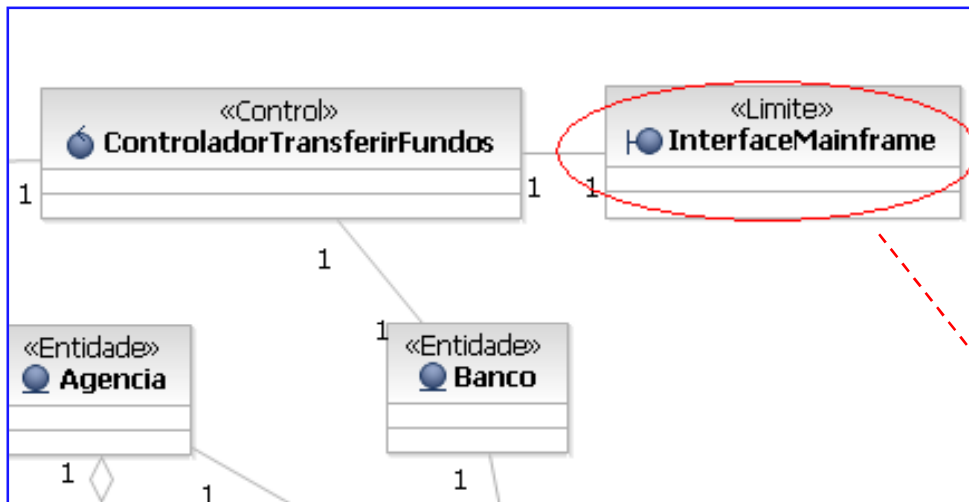 «Control»
ControladorTransferirFundos
«Limite»
InterfaceMainframe
1
1
1
1
1
«Entidade»
Agencia
«Entidade»
Banco
1
1
1